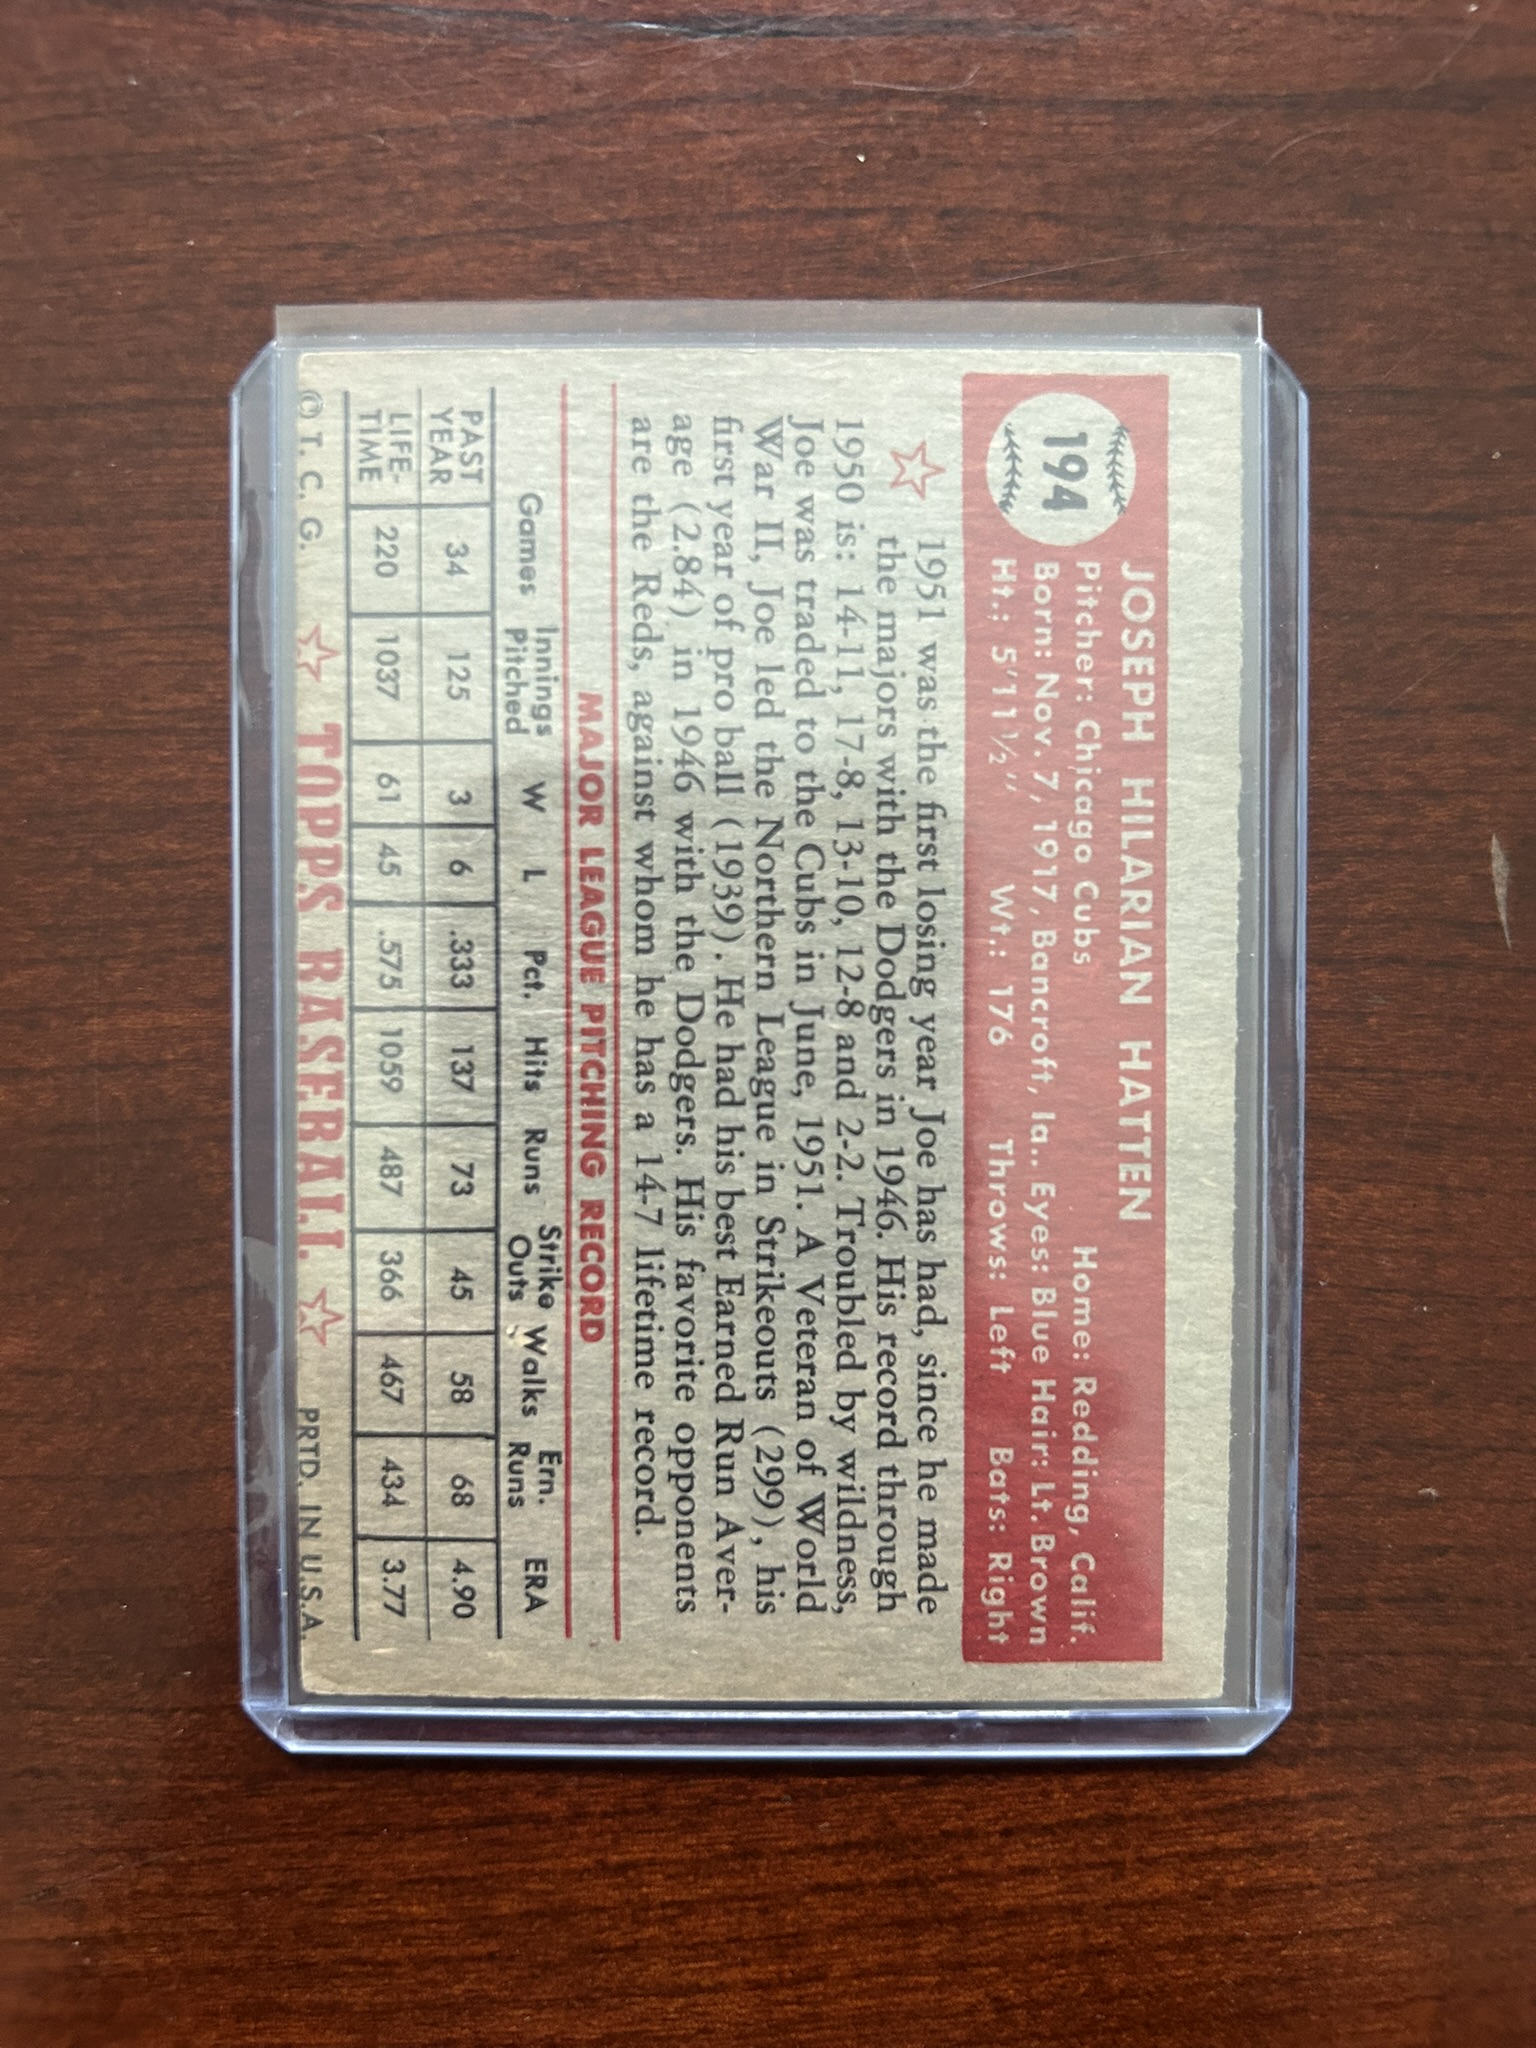 194
JOSEPH HILARIAN HATTEN
Pitcher: Chicago Cubs Home: Redding, Calif.
Born: Nov. 7, 1917, Bancroft, Ia.. Eyes: Blue Hair: Lt. Brown
Ht.: 5'11½" Wt.: 176 Throws: Left Bats: Right
1951 was the first losing year Joe has had, since he made
the majors with the Dodgers in 1946. His record through
1950 is: 14-11, 17-8, 13-10, 12-8 and 2-2. Troubled by wildness,
Joe was traded to the Cubs in June, 1951. A Veteran of World
War II, Joe led the Northern League in Strikeouts (299), his
first year of pro ball (1939). He had his best Earned Run Aver-
age (2.84) in 1946 with the Dodgers. His favorite opponents
are the Reds, against whom he has a 14-7 lifetime record.
MAJOR LEAGUE PITCHING RECORD
Games Innings Pitched W L Pct. Hits Runs Strike Outs Walks Ern. Runs ERA
PAST YEAR 34 125 3 6 .333 137 73 45 58 68 4.90
LIFE-TIME 220 1037 61 45 .575 1059 487 366 467 434 3.77
© T. C. G. TOPPS BASEBALL PRTD. IN U.S.A.